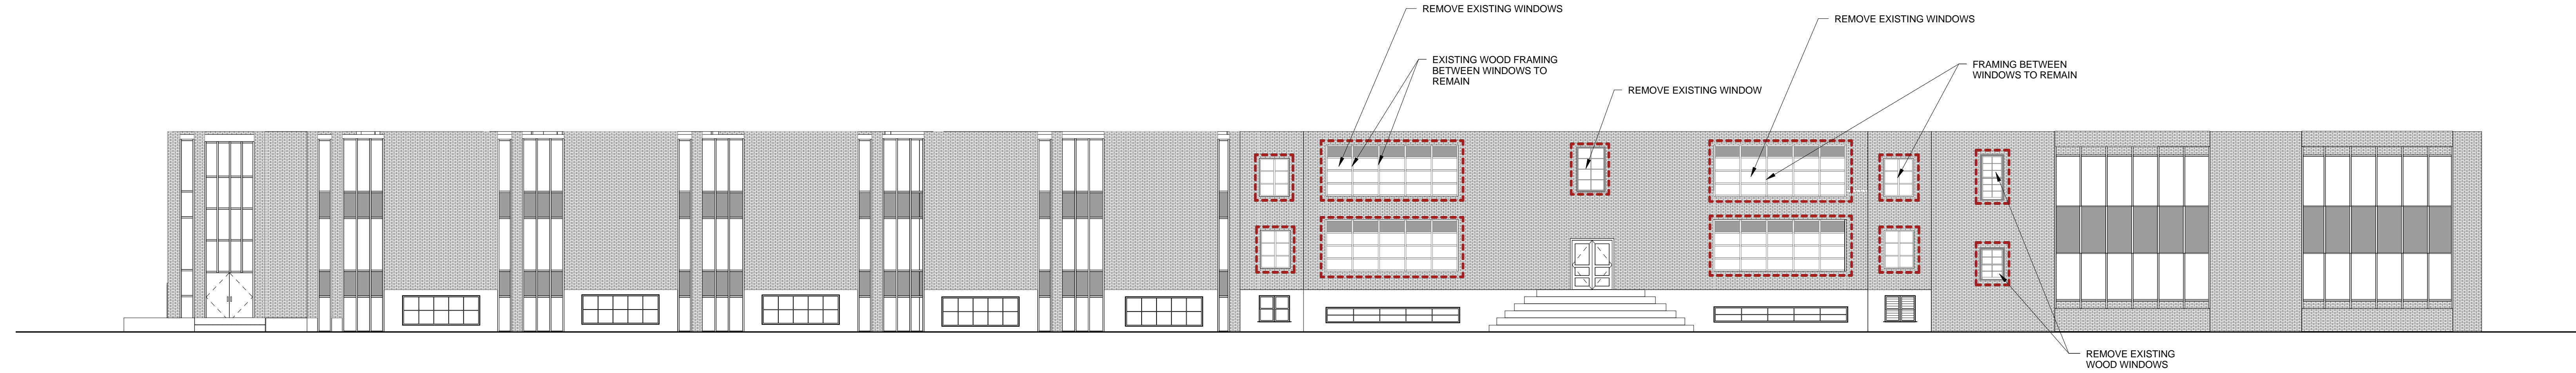 REMOVE EXISTING WINDOWS
EXISTING WOOD FRAMING
BETWEEN WINDOWS TO
REMAIN
REMOVE EXISTING WINDOW
REMOVE EXISTING WINDOWS
FRAMING BETWEEN
WINDOWS TO REMAIN
REMOVE EXISTING
WOOD WINDOWS